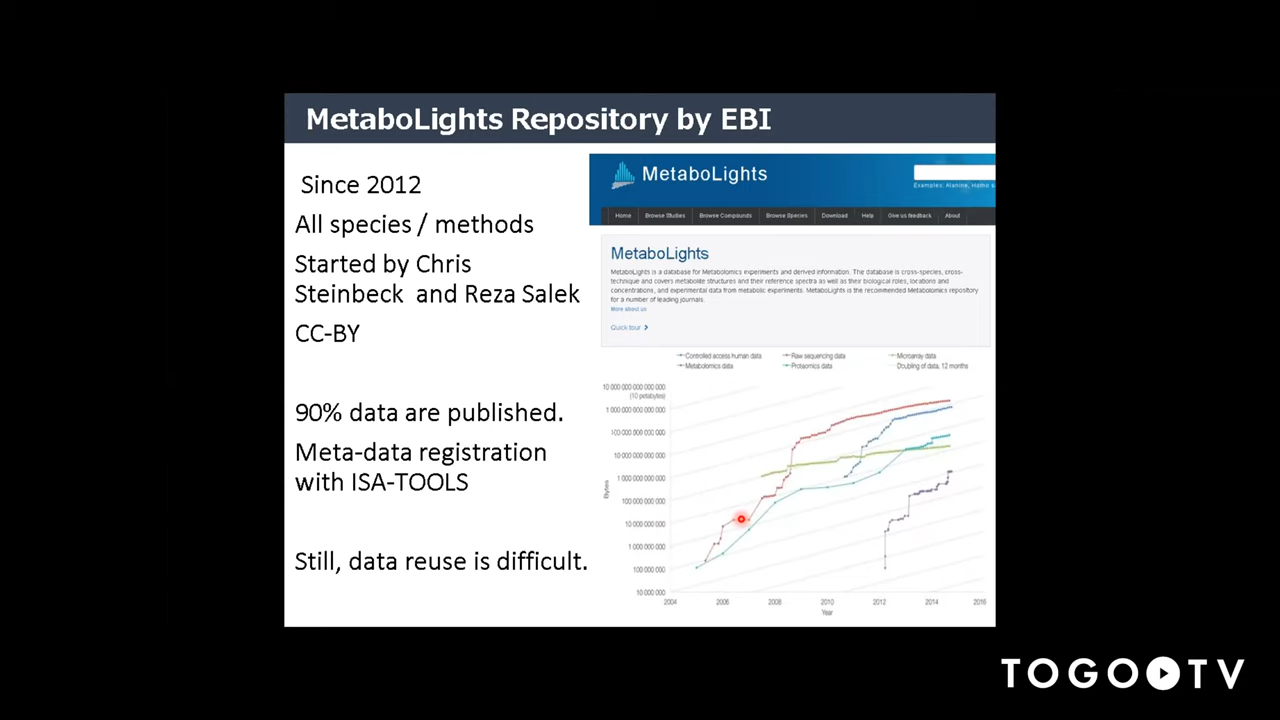 MetaboLights Repository by EBI
Since 2012
All species / methods
Started by Chris
Steinbeck and Reza Salek
CC-BY
90% data are published.
Meta-data registration
with ISA-TOOLS
Still, data reuse is difficult.
MetaboLights
Examples: Alanine, Homo s
Home Browse Studies Browse Compounds Browse Species Download Help Give us feedback About
MetaboLights
MetaboLights is a database for Metabolomics experiments and derived information. The database is cross-species, cross-
technique and covers metabolite structures and their reference spectra as well as their biological roles, locations and
concentrations, and experimental data from metabolic experiments. MetaboLights is the recommended Metabolomics repository
for a number of leading journals.
More about us
Quick tour
Controlled access human data Raw sequencing data Microarray data
Metabolomics data Proteomics data Doubling of data, 12 months
10 000 000 000 000 000
(10 petabytes)
1 000 000 000 000 000
100 000 000 000 000
10 000 000 000 000
1 000 000 000 000
100 000 000 000
10 000 000 000
1 000 000 000
100 000 000
10 000 000
Bytes
2004 2006 2008 2010 2012 2014 2016
Year
TOGO TV